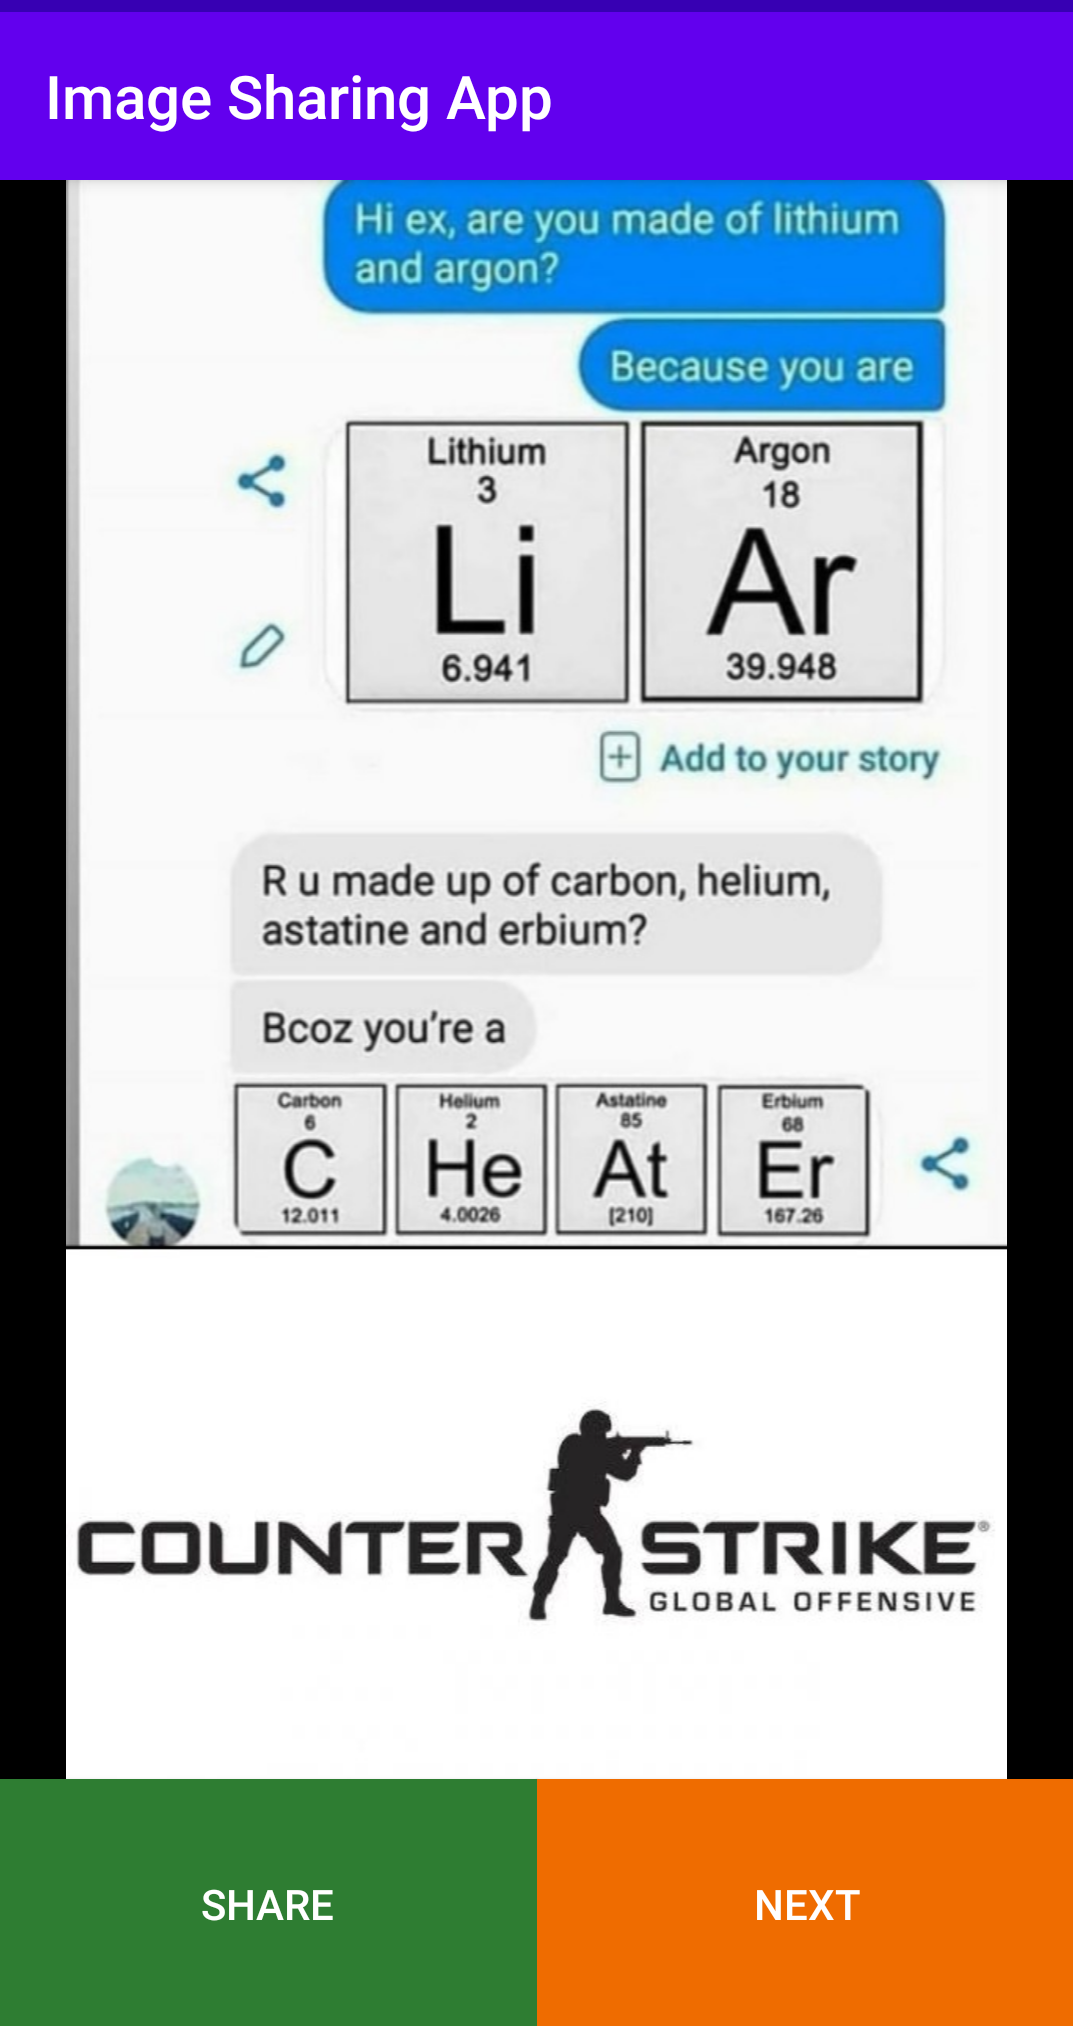 Image Sharing App
Hi ex, are you made of lithium
and argon?
Because you are
Lithium
3
Li
6.941
Argon
18
Ar
39.948
Add to your story
R u made up of carbon, helium,
astatine and erbium?
Bcoz you're a
Carbon
6
C
12.011
Helium
2
He
4.0026
Astatine
85
At
[210]
Erbium
68
Er
167.26
COUNTER STRIKE®
GLOBAL OFFENSIVE
SHARE
NEXT